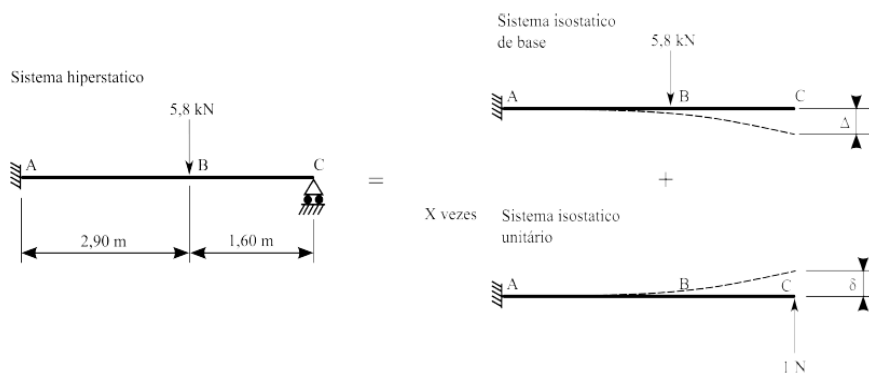 Sistema hiperstatico
5,8 kN
A
B
C
2,90 m
1,60 m
=
Sistema isostatico
de base
5,8 kN
A
B
C
Δ
+
X vezes
Sistema isostatico
unitário
A
B
C
δ
1 N